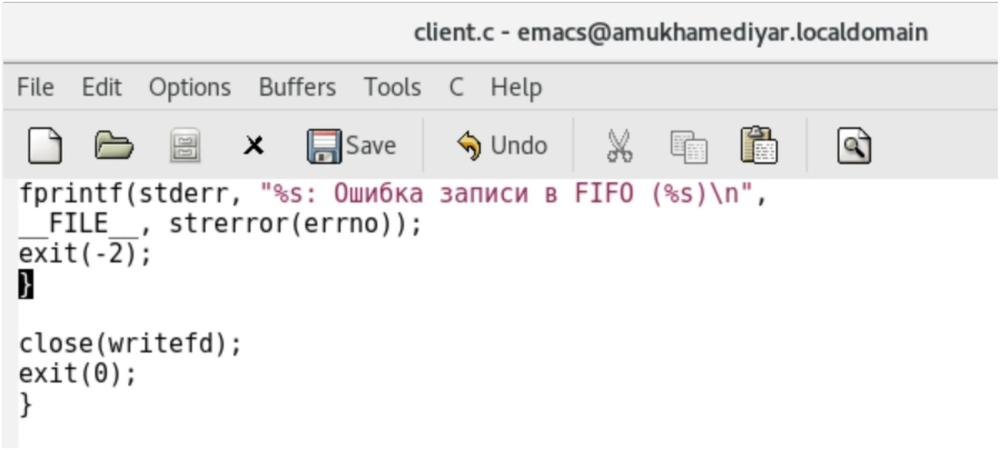 client.c - emacs@amukhamediyar.localdomain
File Edit Options Buffers Tools C Help
Save Undo
fprintf(stderr, "%s: Ошибка записи в FIFO (%s)\n",
__FILE__, strerror(errno));
exit(-2);
}
close(writefd);
exit(0);
}